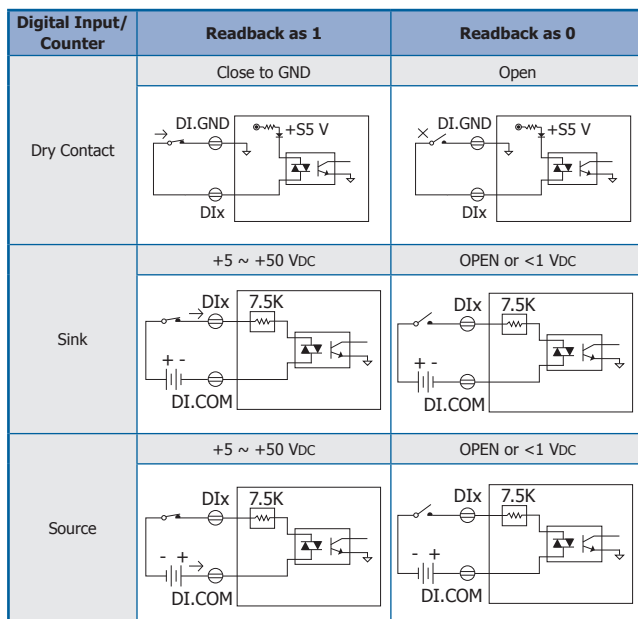 Digital Input/
Counter
Readback as 1
Readback as 0
Dry Contact
Close to GND
Open
DI.GND
+S5 V
DIx
DI.GND
+S5 V
DIx
Sink
+5 ~ +50 VDC
OPEN or <1 VDC
DIx 7.5K
+ -
DI.COM
DIx 7.5K
+ -
DI.COM
Source
+5 ~ +50 VDC
OPEN or <1 VDC
DIx 7.5K
- +
DI.COM
DIx 7.5K
- +
DI.COM